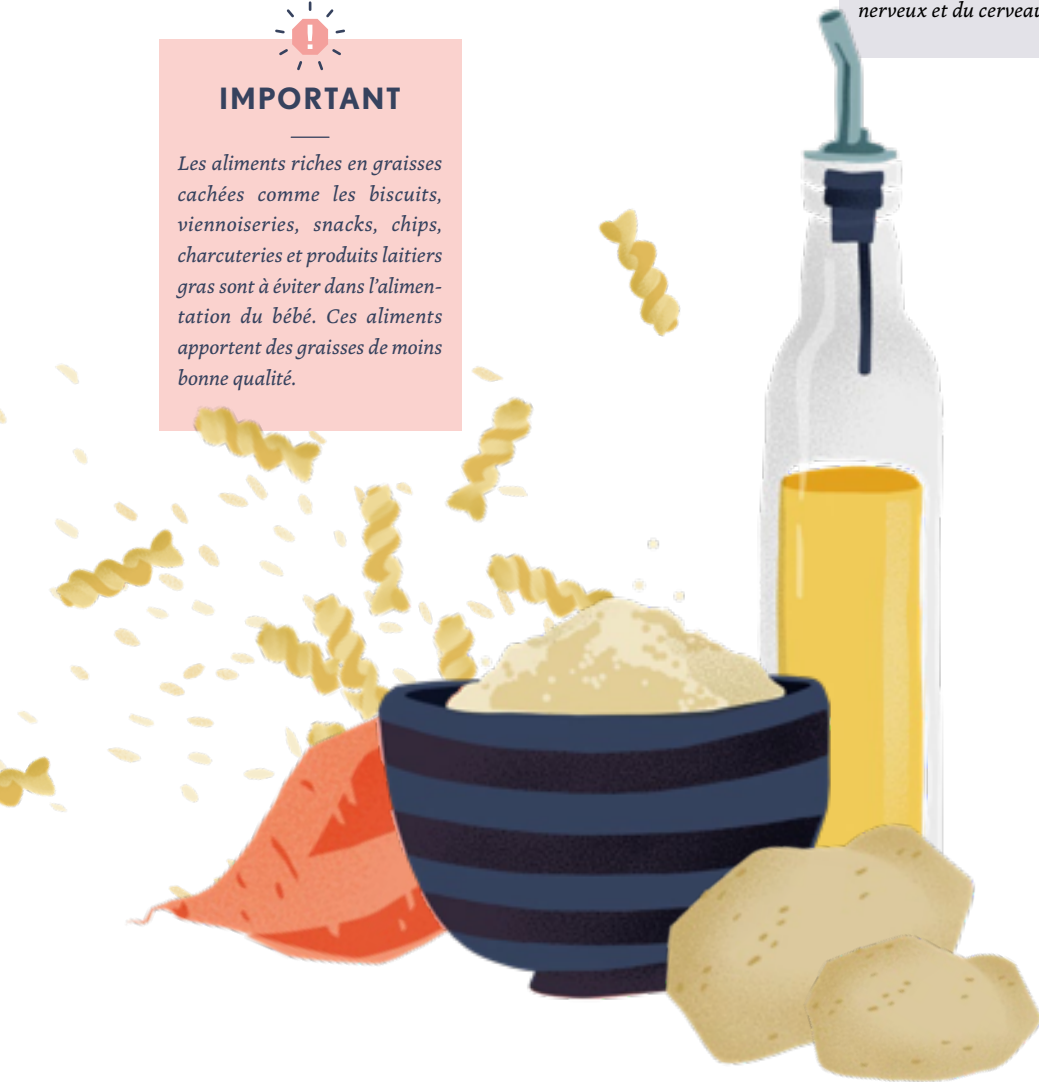 nerveux et du cerveau
!
IMPORTANT
Les aliments riches en graisses
cachées comme les biscuits,
viennoiseries, snacks, chips,
charcuteries et produits laitiers
gras sont à éviter dans l’alimen-
tation du bébé. Ces aliments
apportent des graisses de moins
bonne qualité.